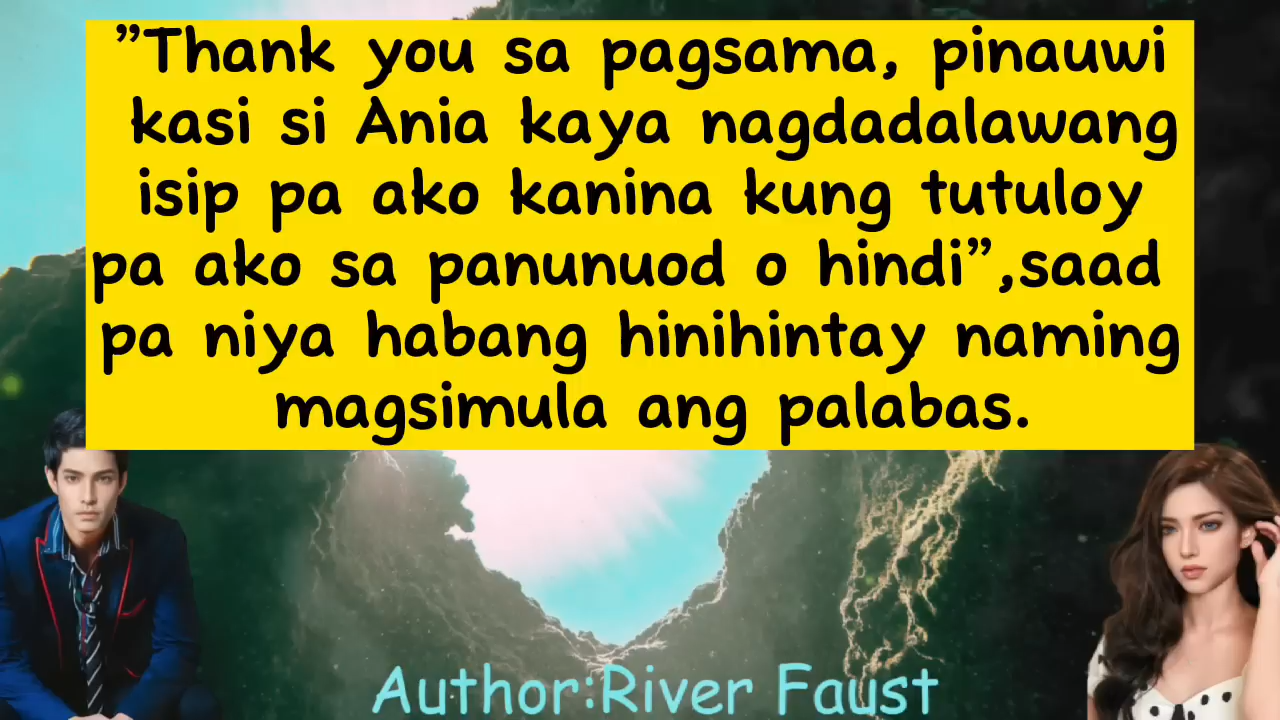 ”Thank you sa pagsama, pinauwi
kasi si Ania kaya nagdadalawang
isip pa ako kanina kung tutuloy
pa ako sa panunuod o hindi”,saad
pa niya habang hinihintay naming
magsimula ang palabas.
Author:River Faust